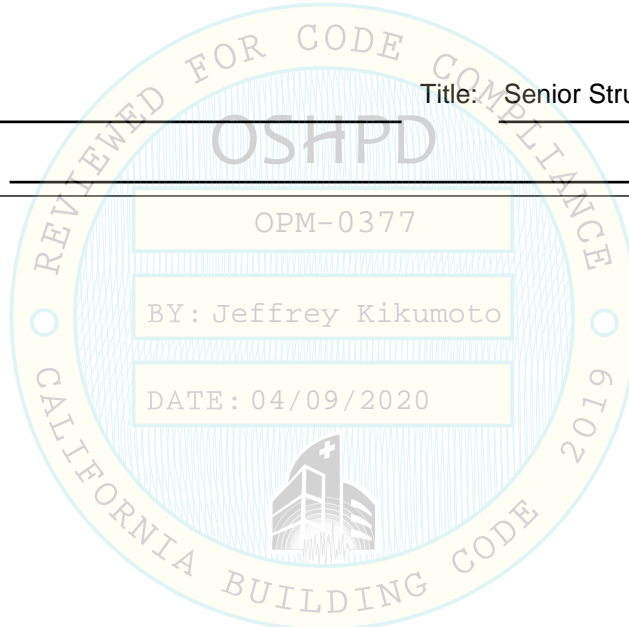 Title: Senior Stru
REVIEWED FOR CODE COMPLIANCE
OSHPD
OPM-0377
BY: Jeffrey Kikumoto
DATE: 04/09/2020
CALIFORNIA BUILDING CODE 2019